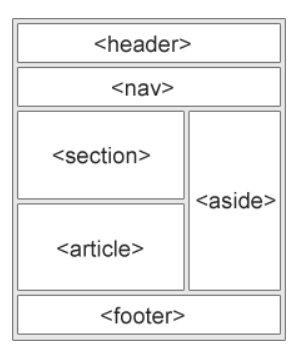 <header>
<nav>
<section>
<aside>
<article>
<footer>